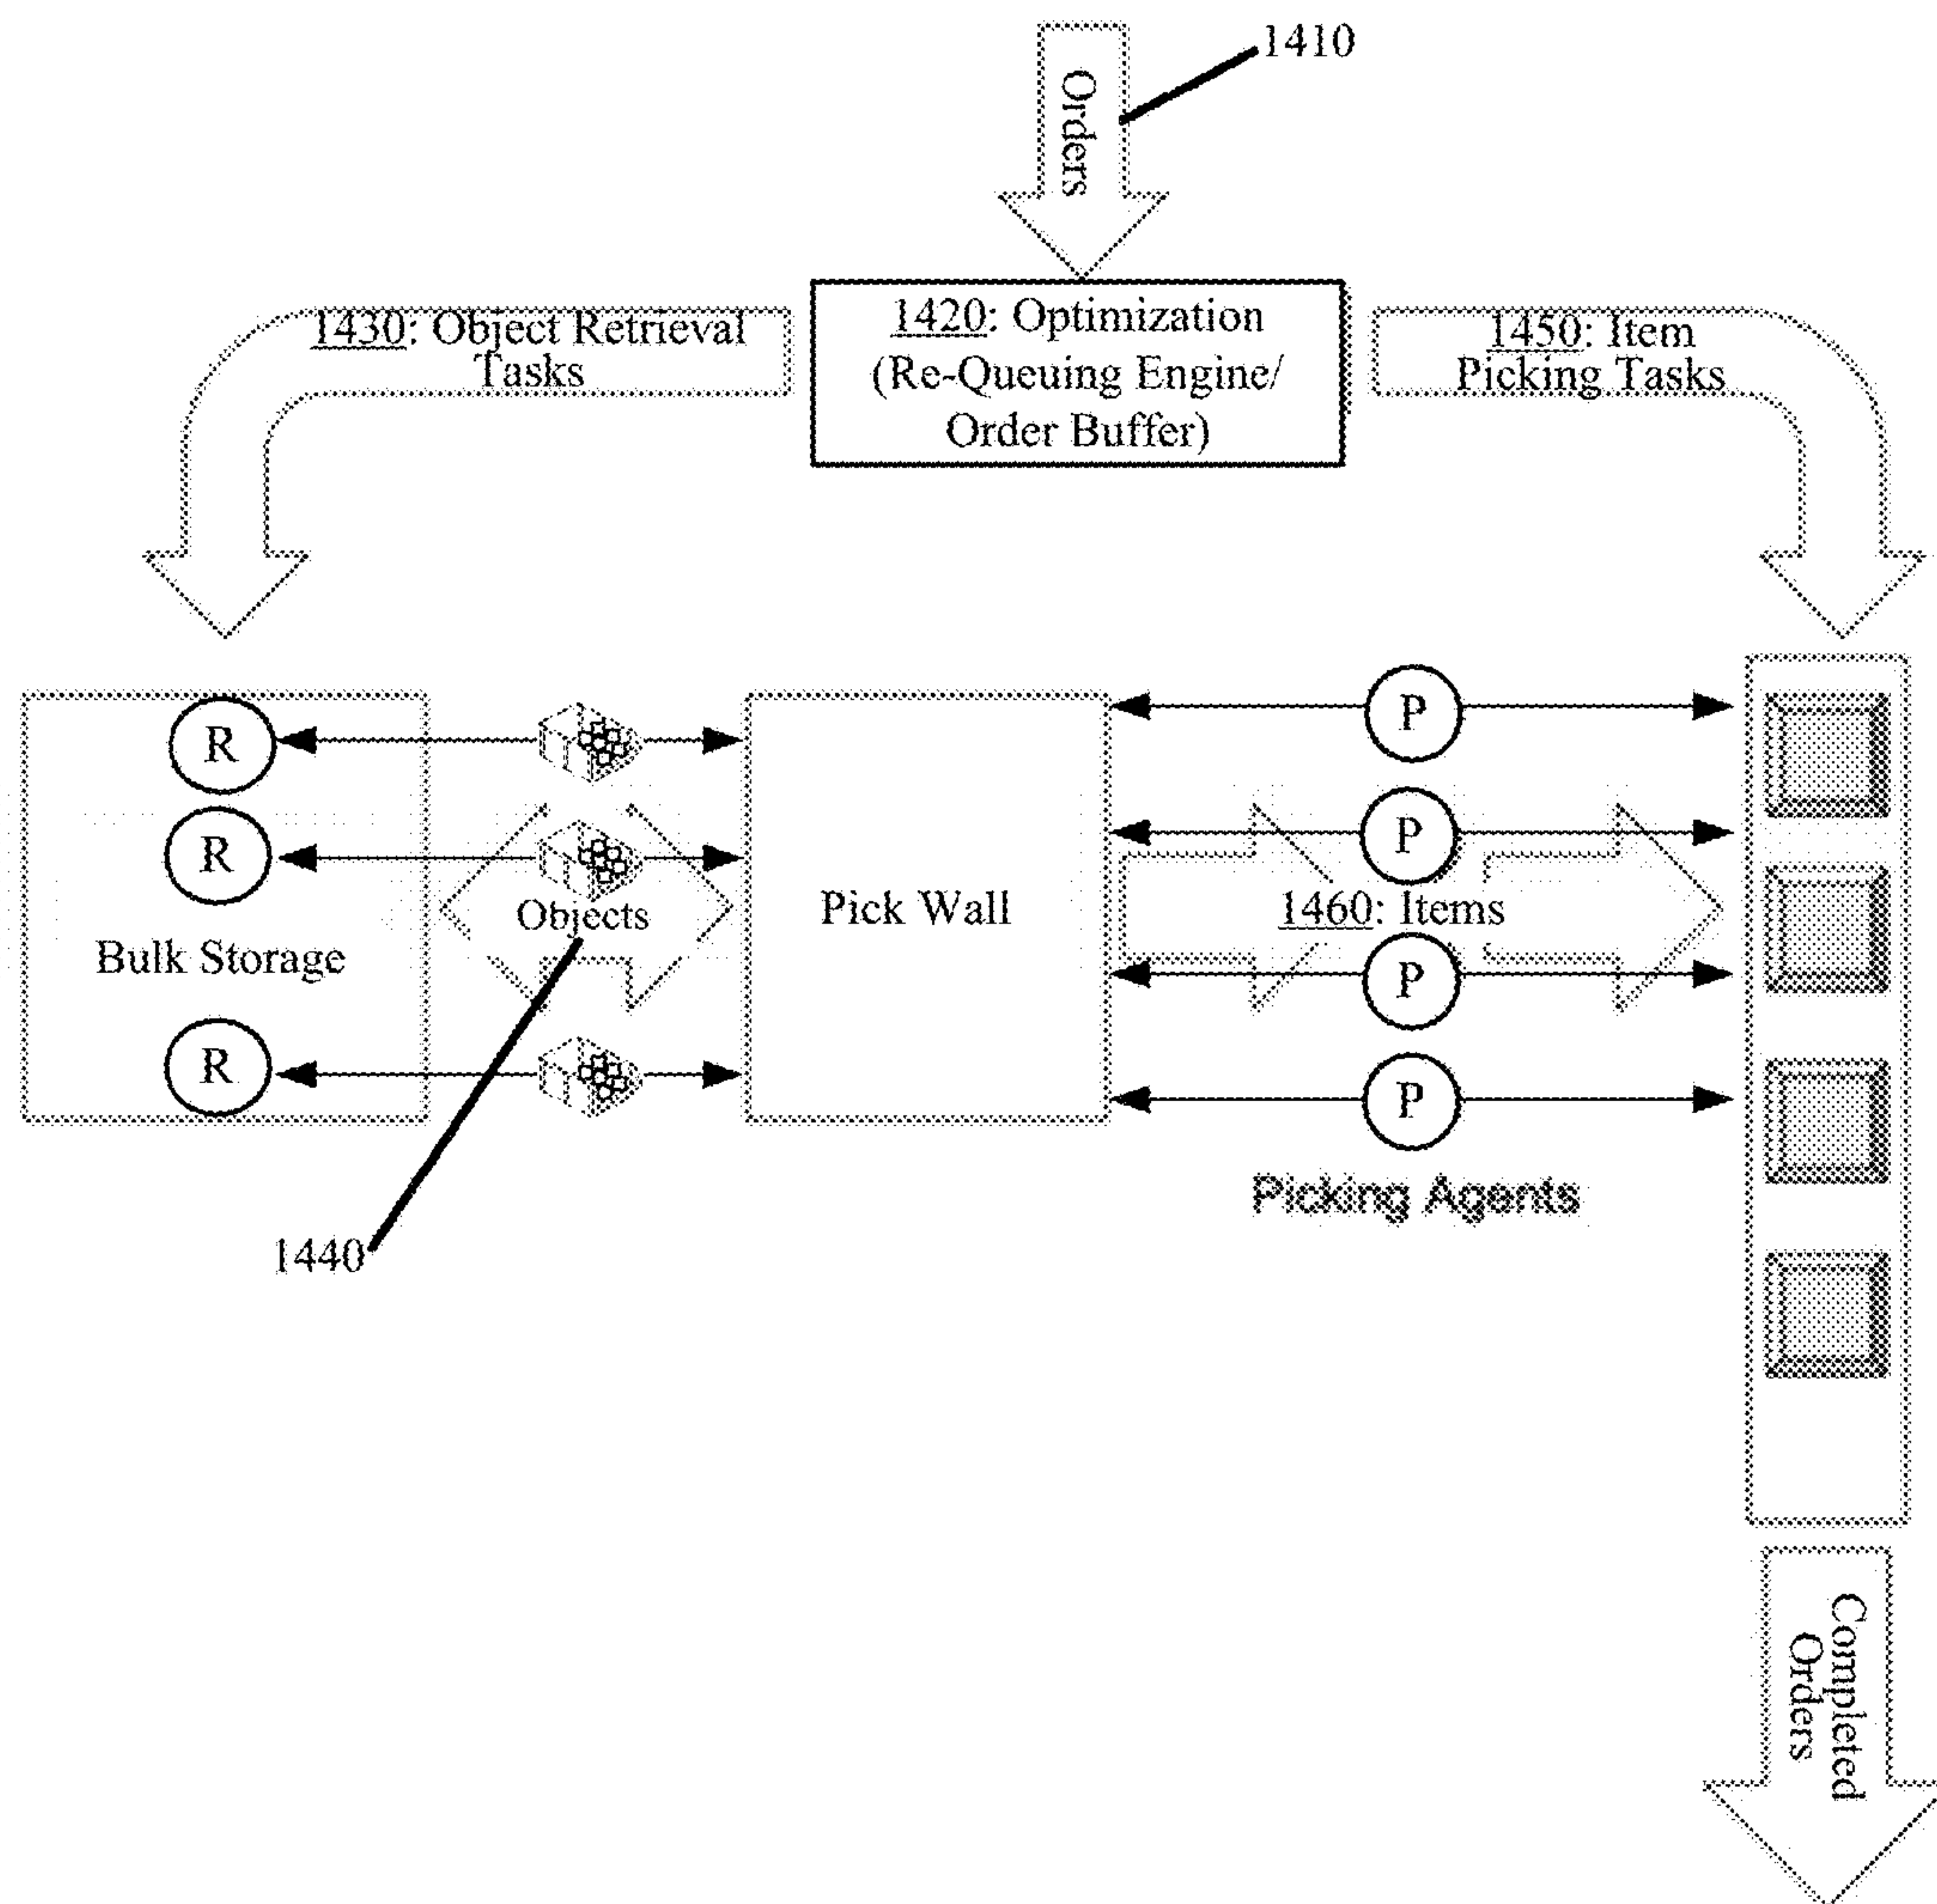 1410
Orders
1430: Object Retrieval
Tasks
1420: Optimization
(Re-Queuing Engine/
Order Buffer)
1450: Item
Picking Tasks
R
P
R
P
Objects
Pick Wall
1460: Items
Bulk Storage
P
R
P
Picking Agents
1440
Completed
Orders